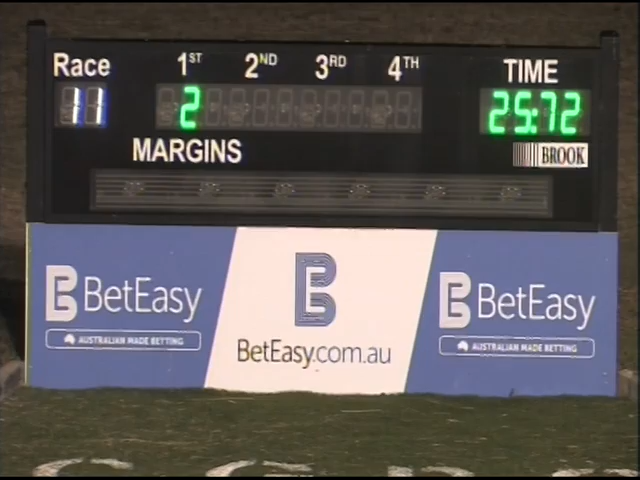 Race 1ST 2ND 3RD 4TH TIME
11 2 25.72
MARGINS BROOK
BetEasy
AUSTRALIAN MADE BETTING
BetEasy.com.au
BetEasy
AUSTRALIAN MADE BETTING